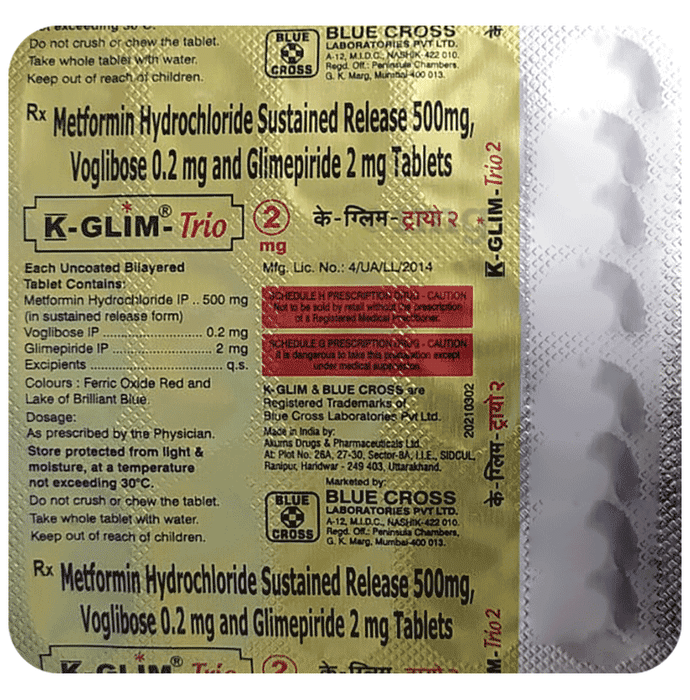 not exceeding 30°C.
Do not crush or chew the tablet.
Take whole tablet with water.
Keep out of reach of children.
BLUE
CROSS
BLUE CROSS
LABORATORIES PVT LTD.
A-12, M.I.D.C., NASHIK-422 010.
Regd. Off.: Peninsula Chambers,
G. K. Marg, Mumbai-400 013.
Rx Metformin Hydrochloride Sustained Release 500mg,
Voglibose 0.2 mg and Glimepiride 2 mg Tablets
K-GLIM®-Trio 2 mg
के-ग्लिम-ट्रायो २
Each Uncoated Bilayered
Tablet Contains:
Metformin Hydrochloride IP .. 500 mg
(in sustained release form)
Voglibose IP ........................ 0.2 mg
Glimepiride IP ...................... 2 mg
Excipients ............................ q.s.
Colours : Ferric Oxide Red and
Lake of Brilliant Blue.
Dosage:
As prescribed by the Physician.
Store protected from light &
moisture, at a temperature
not exceeding 30°C.
Do not crush or chew the tablet.
Take whole tablet with water.
Keep out of reach of children.
Mfg. Lic. No.: 4/UA/LL/2014
SCHEDULE H PRESCRIPTION DRUG - CAUTION
Not to be sold by retail without the prescription
of a Registered Medical Practitioner.
SCHEDULE G PRESCRIPTION DRUG - CAUTION
It is dangerous to take this preparation except
under medical supervision.
K-GLIM & BLUE CROSS are
Registered Trademarks of
Blue Cross Laboratories Pvt Ltd.
Made in India by:
Akums Drugs & Pharmaceuticals Ltd.
At: Plot No. 26A, 27-30, Sector-8A, I.I.E., SIDCUL,
Ranipur, Haridwar - 249 403, Uttarakhand.
Marketed by:
BLUE
CROSS
BLUE CROSS
LABORATORIES PVT LTD.
A-12, M.I.D.C., NASHIK-422 010.
Regd. Off.: Peninsula Chambers,
G. K. Marg, Mumbai-400 013.
20210302
के
K-GLIM-Trio 2
के-ग्लिम-ट्रायो २
M-Trio 2
Rx Metformin Hydrochloride Sustained Release 500mg,
Voglibose 0.2 mg and Glimepiride 2 mg Tablets
K-GLIM®-Trio 2
के-ग्लिम-ट्रायो २